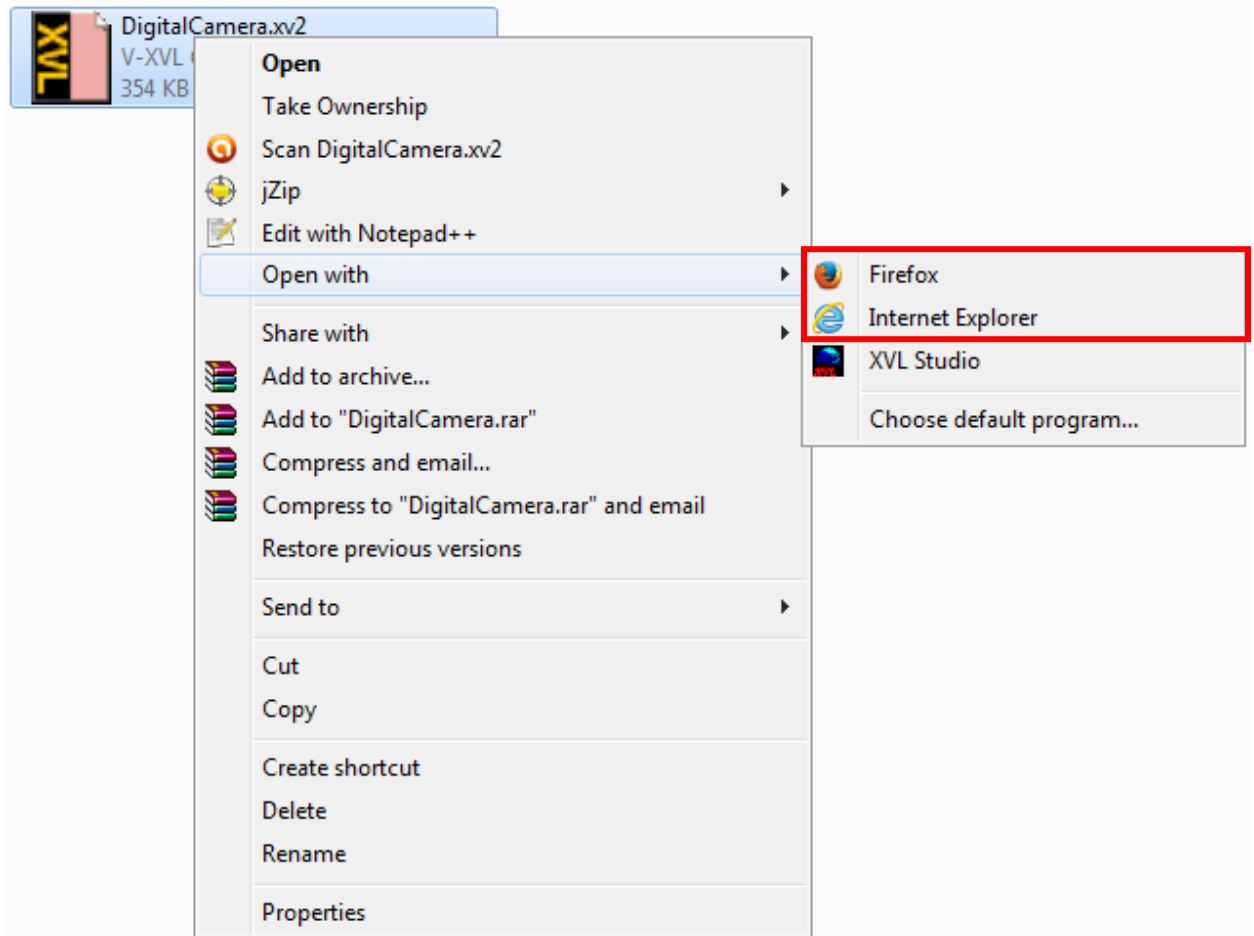 DigitalCamera.xv2
V-XVL
354 KB
XVL
Open
Take Ownership
Scan DigitalCamera.xv2
jZip
Edit with Notepad++
Open with
Firefox
Internet Explorer
XVL Studio
Choose default program...
Share with
Add to archive...
Add to "DigitalCamera.rar"
Compress and email...
Compress to "DigitalCamera.rar" and email
Restore previous versions
Send to
Cut
Copy
Create shortcut
Delete
Rename
Properties